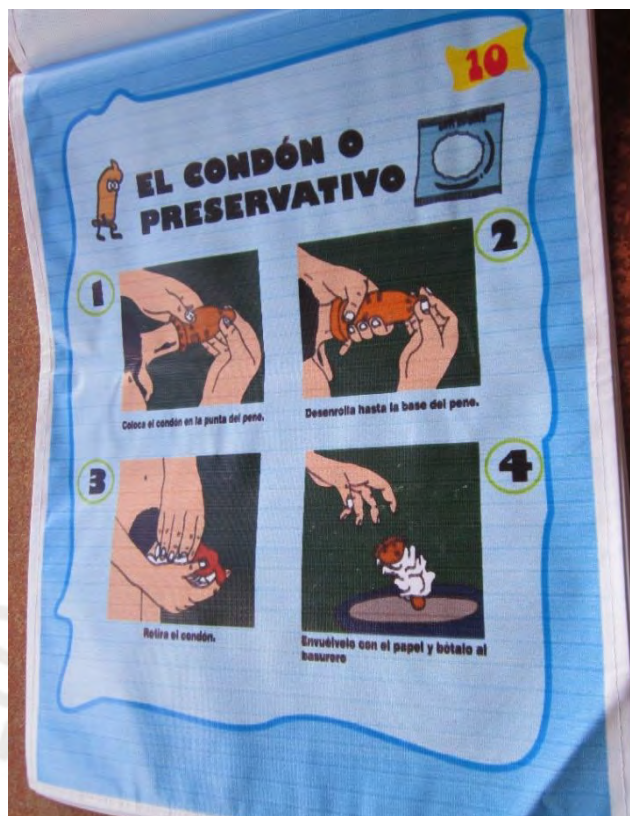 10
EL CONDÓN O
PRESERVATIVO
1
Coloca el condón en la punta del pene.
2
Desenrolla hasta la base del pene.
3
Retira el condón.
4
Envuélvelo con el papel y bótalo al
basurero